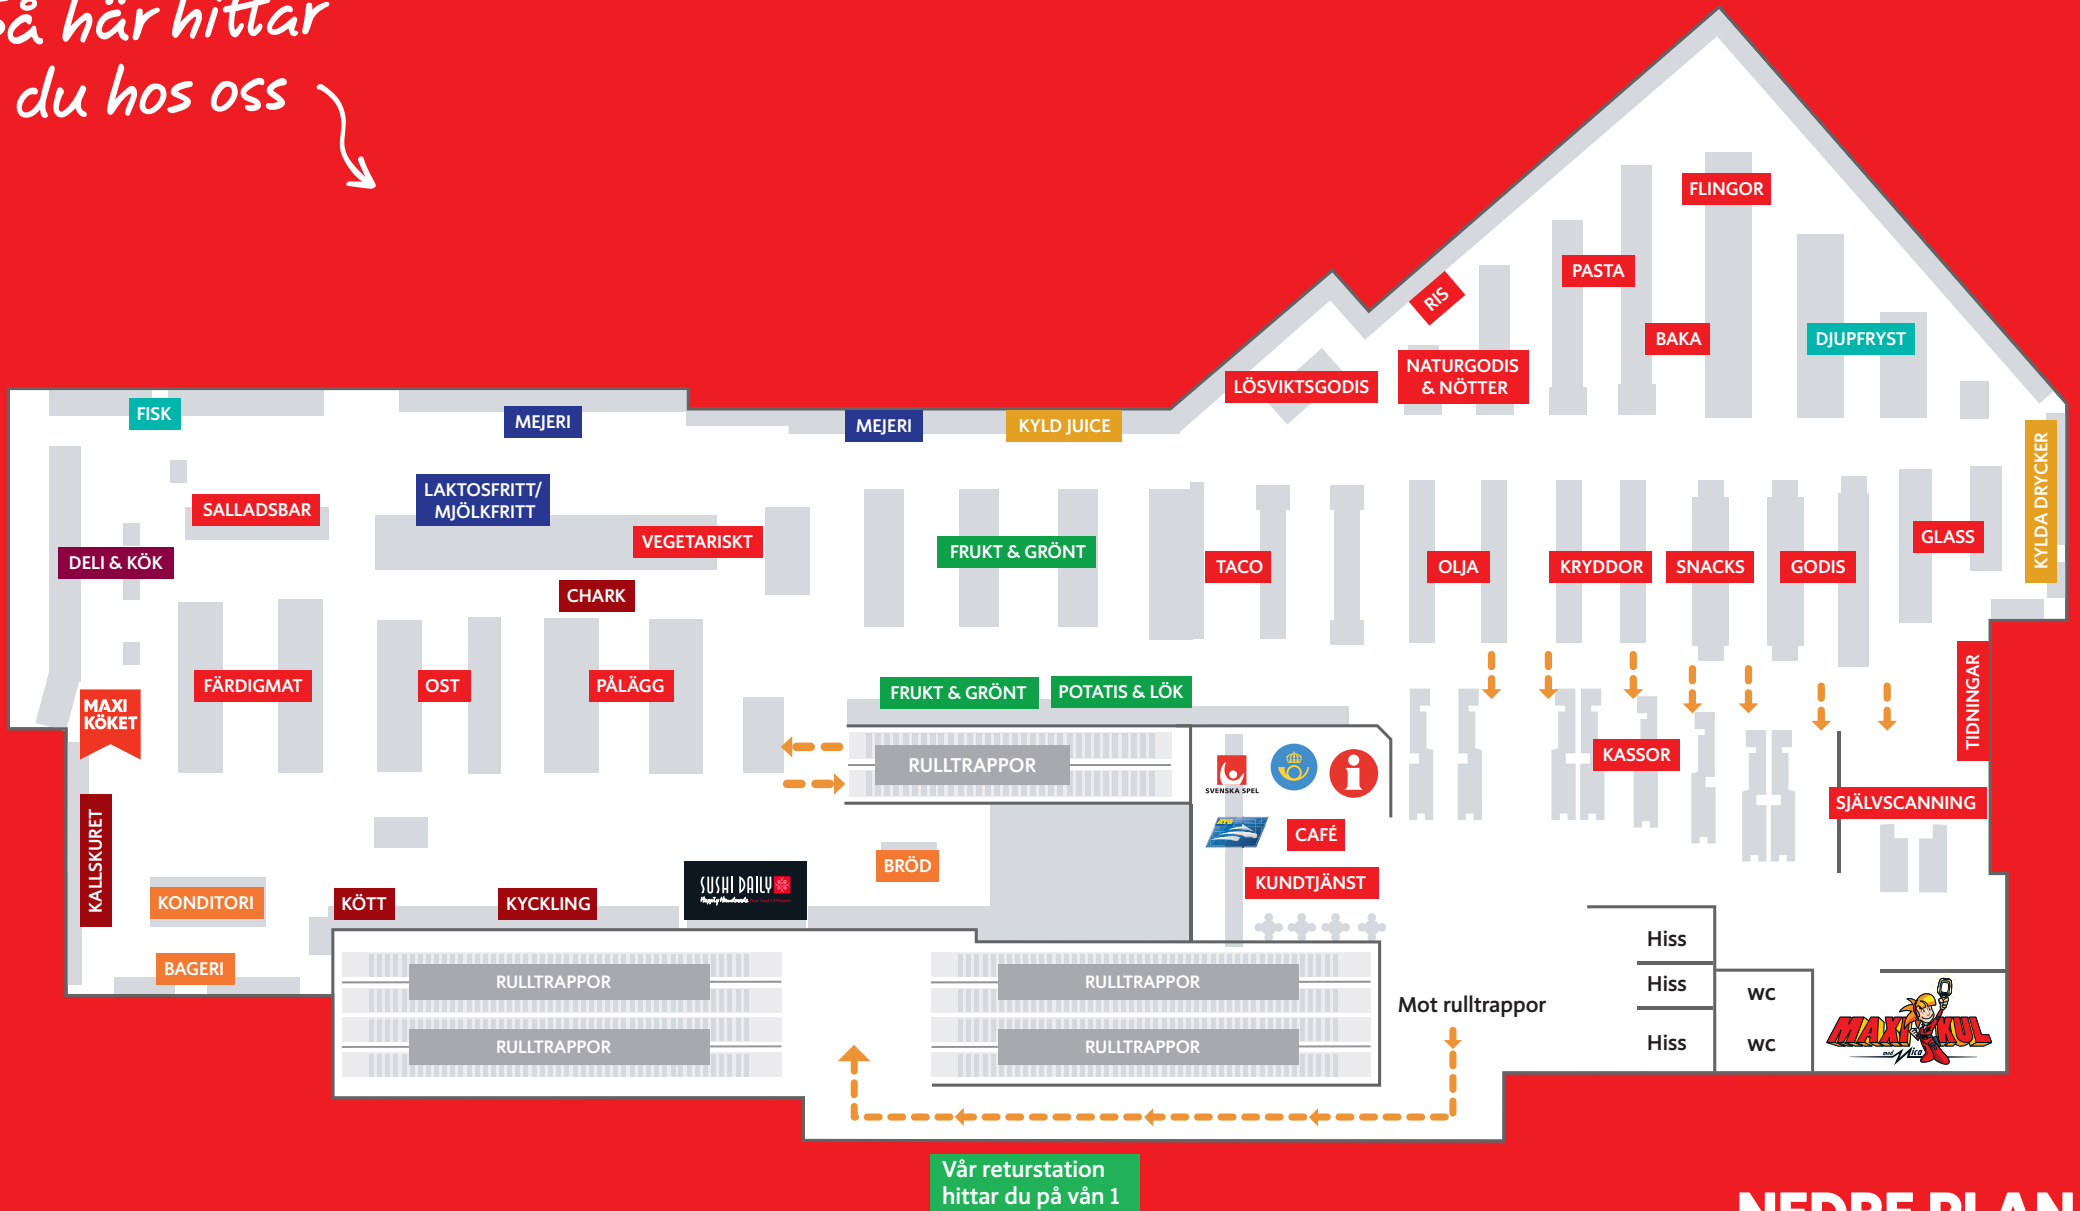 så här hittar
du hos oss
FLINGOR
PASTA
RIS
BAKA
DJUPFRYST
NATURGODIS
& NÖTTER
LÖSVIKTSGODIS
FISK
MEJERI
MEJERI
KYLD JUICE
KYLDA DRYCKER
SALLADSBAR
LAKTOSFRITT/
MJÖLKFRITT
VEGETARISKT
FRUKT & GRÖNT
TACO
OLJA
KRYDDOR
SNACKS
GODIS
GLASS
DELI & KÖK
CHARK
FÄRDIGMAT
OST
PÅLÄGG
FRUKT & GRÖNT
POTATIS & LÖK
TIDNINGAR
MAXI
KÖKET
RULLTRAPPOR
SVENSKA SPEL
i
KASSOR
SJÄLVSCANNING
ATG
CAFÉ
KALLSKURET
BRÖD
KUNDTJÄNST
KONDITORI
KÖTT
KYCKLING
SUSHI DAILY
BAGERI
RULLTRAPPOR
RULLTRAPPOR
RULLTRAPPOR
RULLTRAPPOR
Mot rulltrappor
Hiss
Hiss
Hiss
WC
WC
MAXI KUL
med Mica
Vår returstation
hittar du på vån 1
NEDRE PLAN